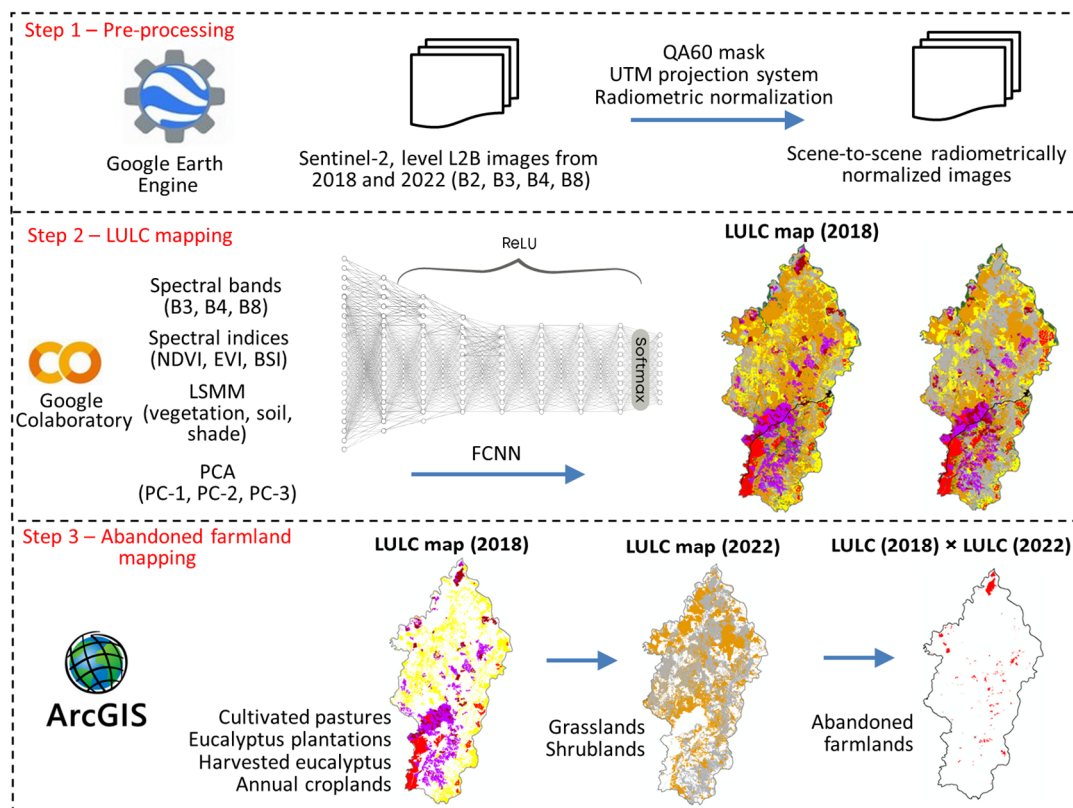 Step 1 – Pre-processing
Google Earth
Engine
Sentinel-2, level L2B images from
2018 and 2022 (B2, B3, B4, B8)
QA60 mask
UTM projection system
Radiometric normalization
Scene-to-scene radiometrically
normalized images
Step 2 – LULC mapping
Google
Colaboratory
Spectral bands
(B3, B4, B8)
Spectral indices
(NDVI, EVI, BSI)
LSMM
(vegetation, soil,
shade)
PCA
(PC-1, PC-2, PC-3)
ReLU
Softmax
FCNN
LULC map (2018)
Step 3 – Abandoned farmland
mapping
ArcGIS
LULC map (2018)
Cultivated pastures
Eucalyptus plantations
Harvested eucalyptus
Annual croplands
LULC map (2022)
Grasslands
Shrublands
LULC (2018) × LULC (2022)
Abandoned
farmlands